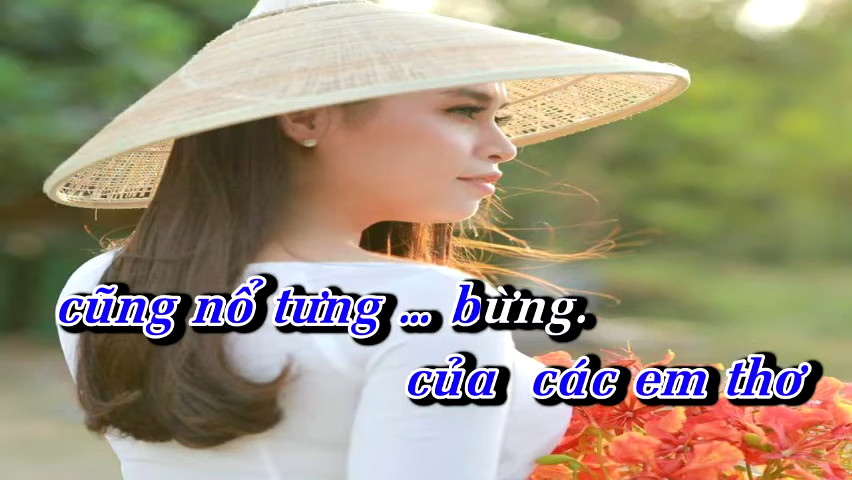 cũng nổ tưng ... bừng.
của các em thơ